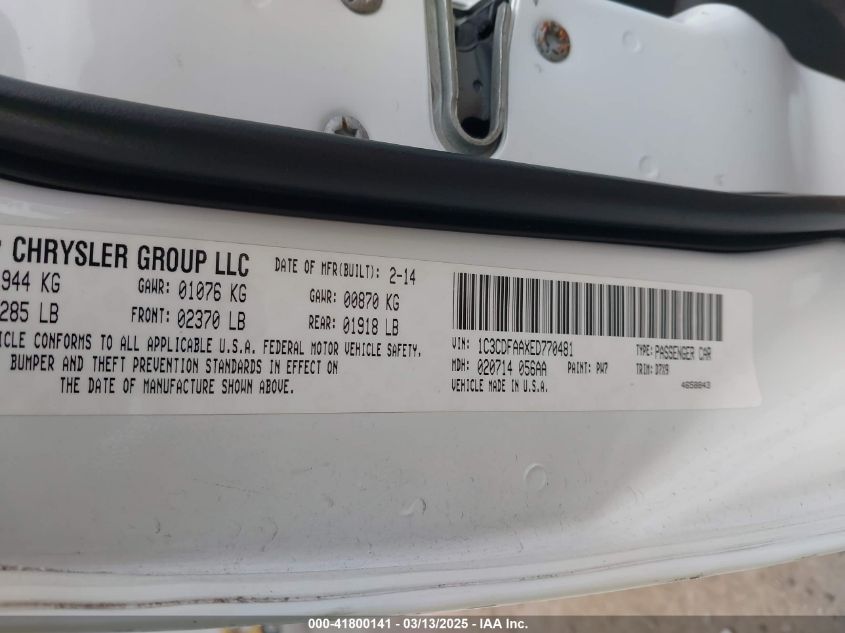 CHRYSLER GROUP LLC DATE OF MFR(BUILT): 2-14
944 KG GAWR: 01076 KG GAWR: 00870 KG
285 LB FRONT: 02370 LB REAR: 01918 LB
ICLE CONFORMS TO ALL APPLICABLE U.S.A. FEDERAL MOTOR VEHICLE SAFETY,
BUMPER AND THEFT PREVENTION STANDARDS IN EFFECT ON
THE DATE OF MANUFACTURE SHOWN ABOVE.
VIN: 1C3CDFAAXED770481 TYPE: PASSENGER CAR
MDH: 020714 056AA PAINT: PW7 TRIM: D7X9
VEHICLE MADE IN U.S.A. 4658843
000-41800141 - 03/13/2025 - IAA Inc.